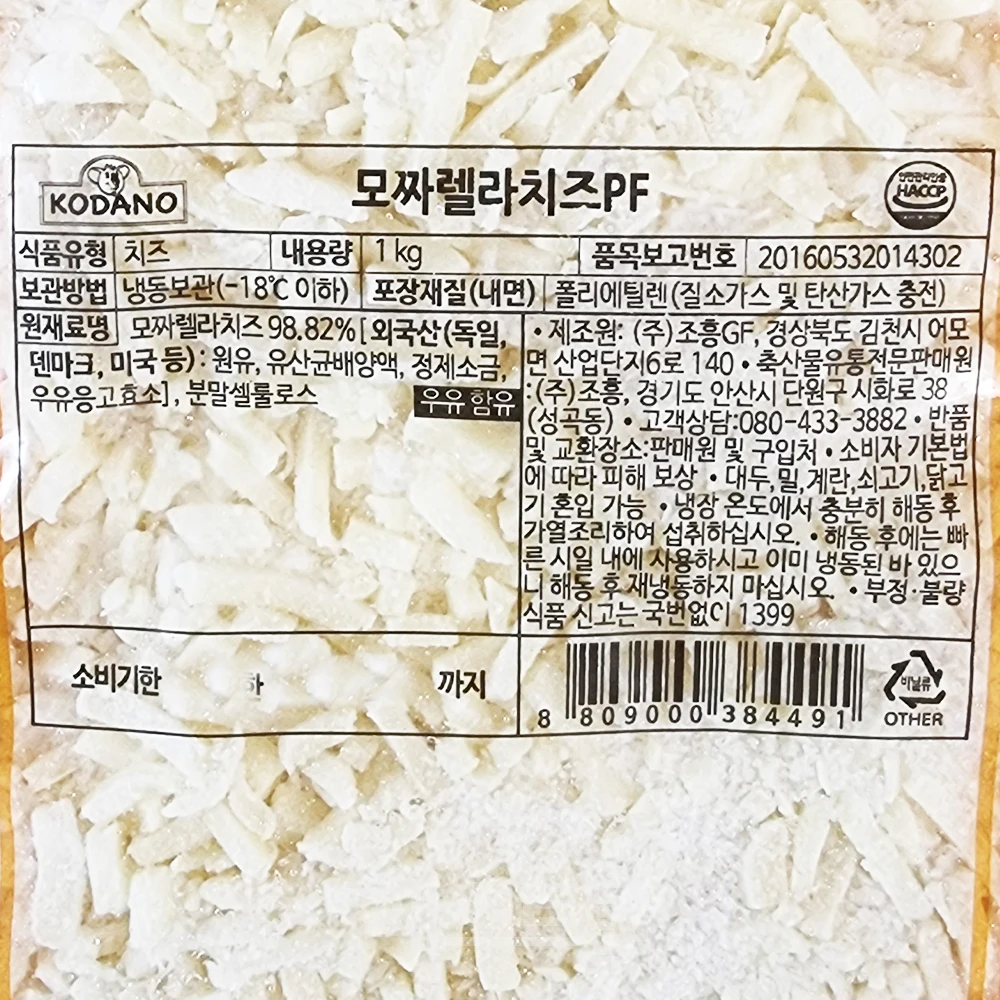 KODANO
모짜렐라치즈PF
안전관리인증
HACCP
식품유형 치즈 내용량 1 kg 품목보고번호 20160532014302
보관방법 냉동보관(-18℃ 이하) 포장재질(내면) 폴리에틸렌(질소가스 및 탄산가스 충전)
원재료명 모짜렐라치즈 98.82% [외국산(독일,
덴마크, 미국 등) : 원유, 유산균배양액, 정제소금,
우유응고효소], 분말셀룰로스
우유 함유
• 제조원: (주)조흥GF, 경상북도 김천시 어모
면 산업단지6로 140 • 축산물유통전문판매원
:(주)조흥, 경기도 안산시 단원구 시화로 38
(성곡동) • 고객상담:080-433-3882 • 반품
및 교환장소:판매원 및 구입처 • 소비자 기본법
에 따라 피해 보상 • 대두,밀,계란,쇠고기,닭고
기 혼입 가능 • 냉장 온도에서 충분히 해동 후
가열조리하여 섭취하십시오. • 해동 후에는 빠
른 시일 내에 사용하시고 이미 냉동된 바 있으
니 해동 후 재냉동하지 마십시오. • 부정·불량
식품 신고는 국번없이 1399
소비기한 까지
8 809000 384491
비닐류
OTHER